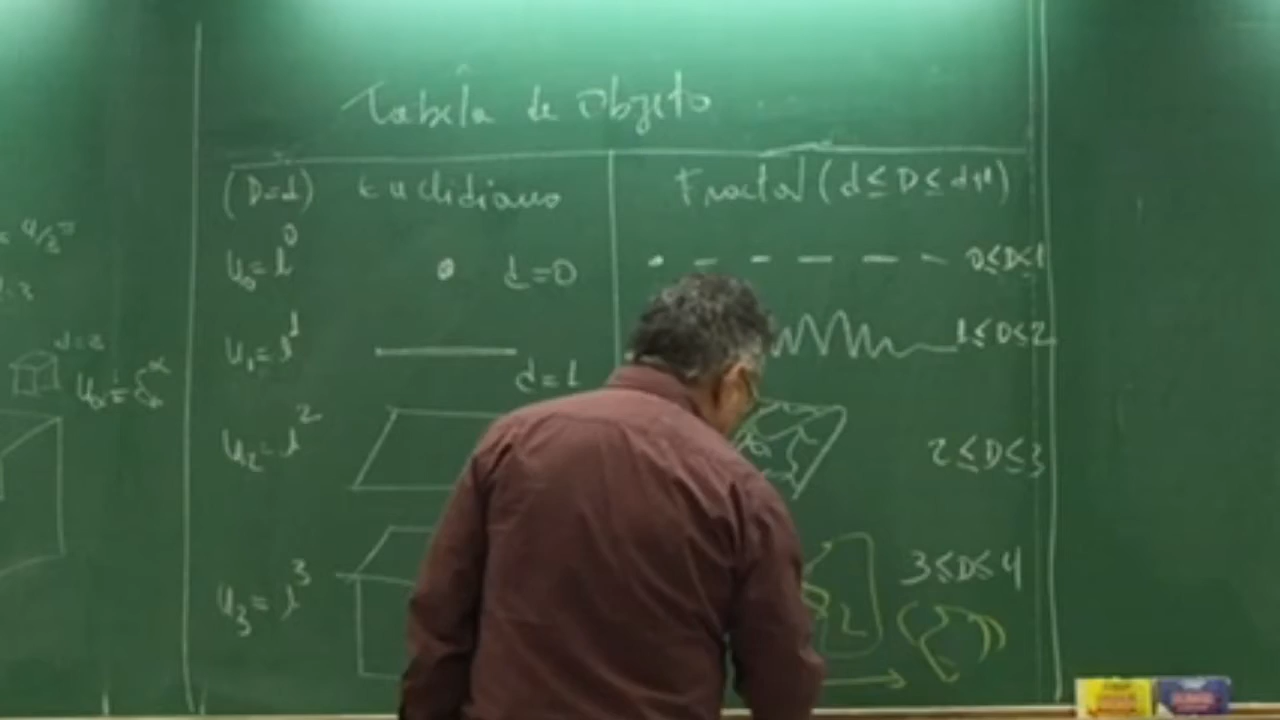 Tabela de Objeto
(D=d) Euclidiano Fractal (d≤D≤d+1)
U₀=l⁰ d=0 0≤D≤1
U₁=l¹ d=1 1≤D≤2
U₂=l² 2≤D≤3
U₃=l³ 3≤D≤4